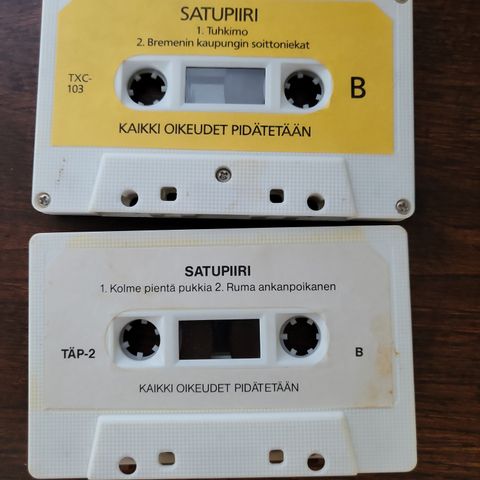 SATUPIIRI
1. Tuhkimo
2. Bremenin kaupungin soittoniekat
TXC-
103
B
KAIKKI OIKEUDET PIDÄTETÄÄN
SATUPIIRI
1. Kolme pientä pukkia 2. Ruma ankanpoikanen
TÄP-2
B
KAIKKI OIKEUDET PIDÄTETÄÄN